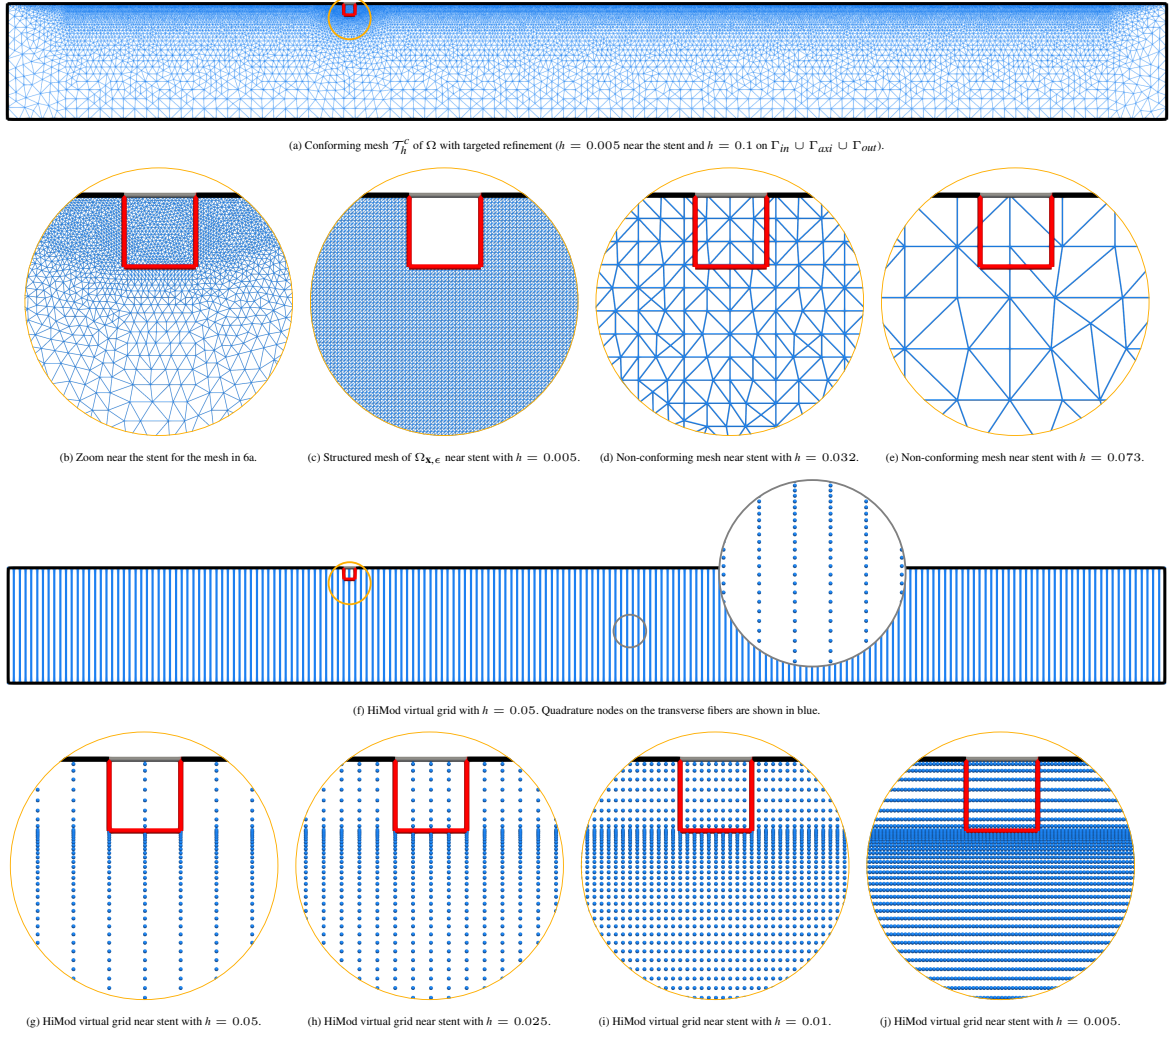 (a) Conforming mesh 𝒯ₕᶜ of Ω with targeted refinement (h = 0.005 near the stent and h = 0.1 on Γ_in ∪ Γ_axi ∪ Γ_out).
(b) Zoom near the stent for the mesh in 6a.
(c) Structured mesh of Ω_𝐱,ϵ near stent with h = 0.005.
(d) Non-conforming mesh near stent with h = 0.032.
(e) Non-conforming mesh near stent with h = 0.073.
(f) HiMod virtual grid with h = 0.05. Quadrature nodes on the transverse fibers are shown in blue.
(g) HiMod virtual grid near stent with h = 0.05.
(h) HiMod virtual grid near stent with h = 0.025.
(i) HiMod virtual grid near stent with h = 0.01.
(j) HiMod virtual grid near stent with h = 0.005.